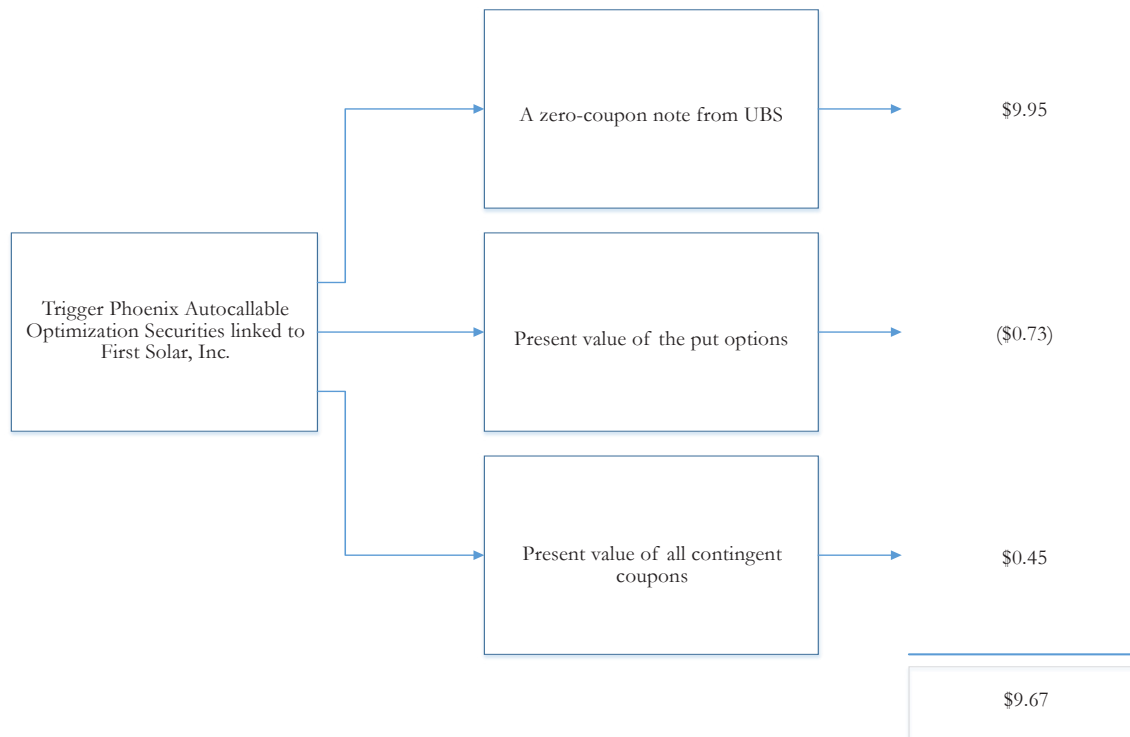 A zero-coupon note from UBS
$9.95
Trigger Phoenix Autocallable
Optimization Securities linked to
First Solar, Inc.
Present value of the put options
($0.73)
Present value of all contingent
coupons
$0.45
$9.67